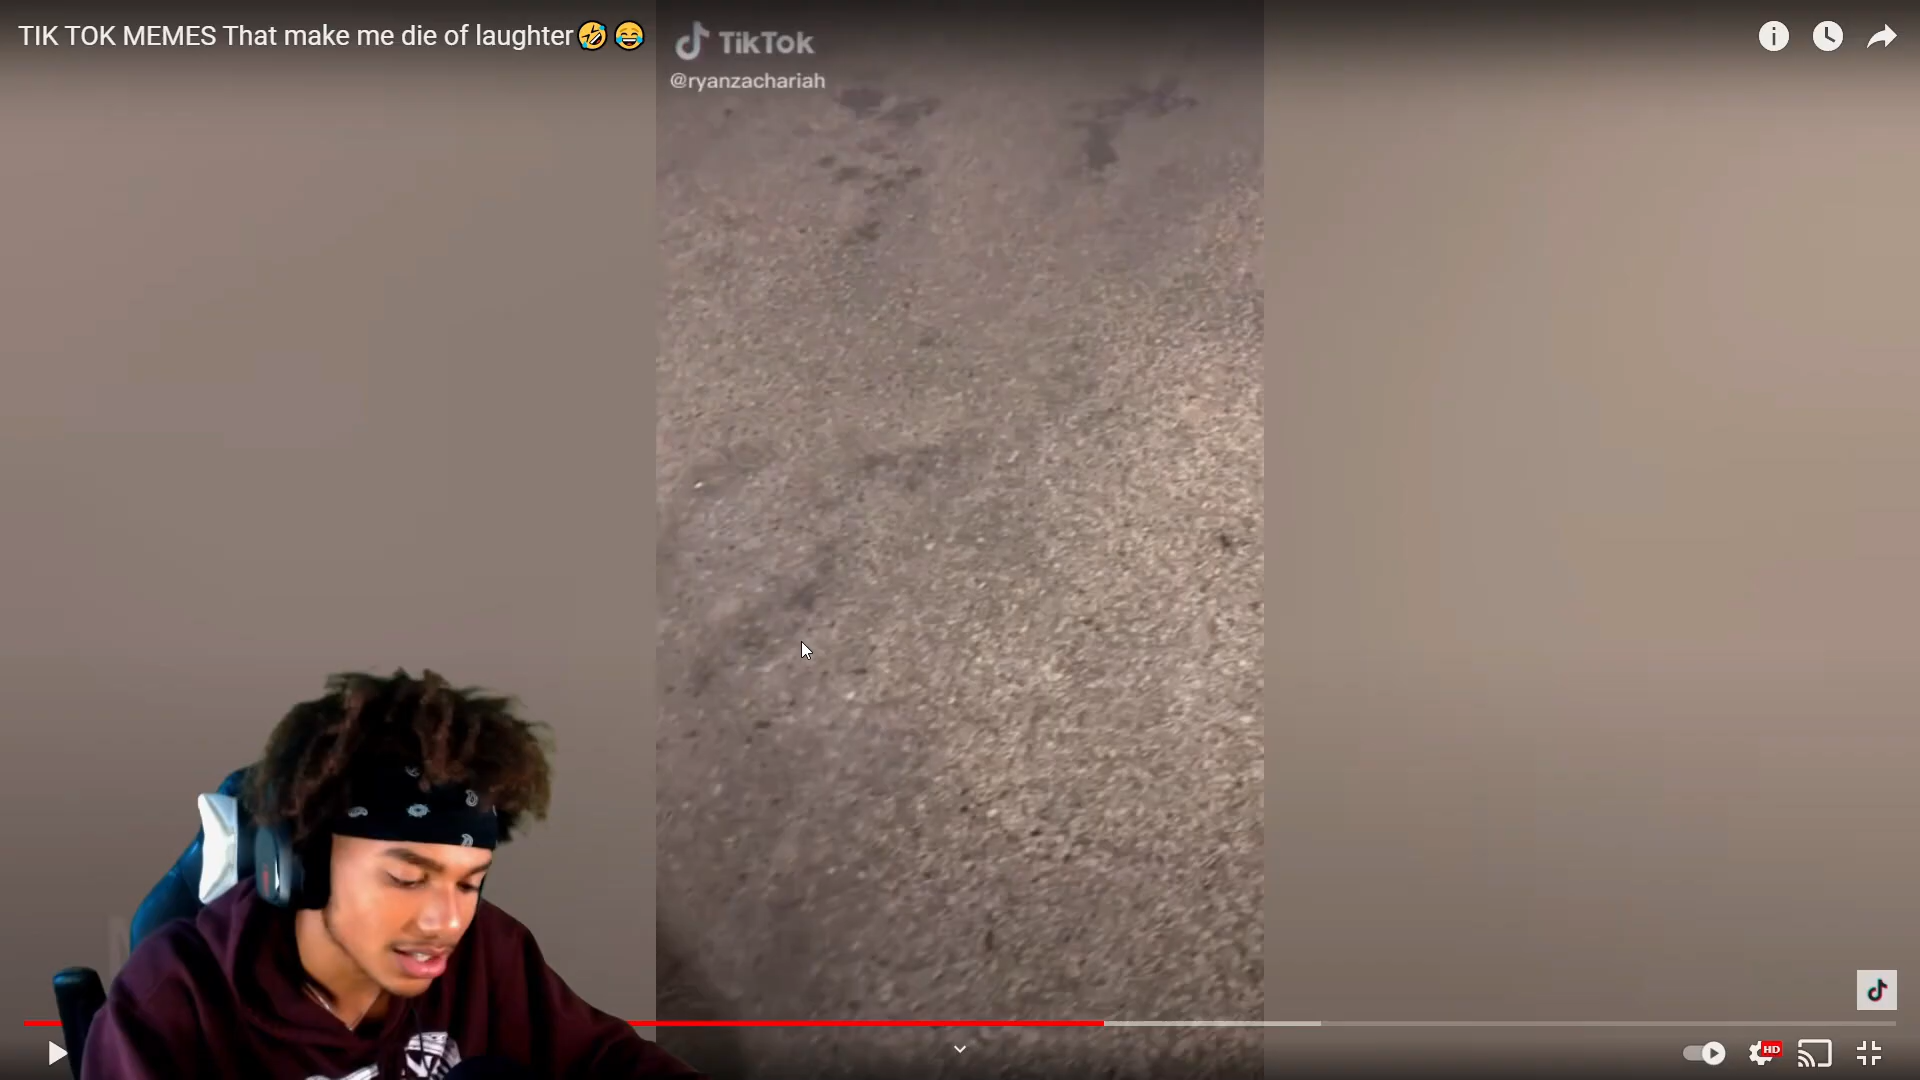 TIK TOK MEMES That make me die of laughter🤣😂
TikTok
@ryanzachariah
HD